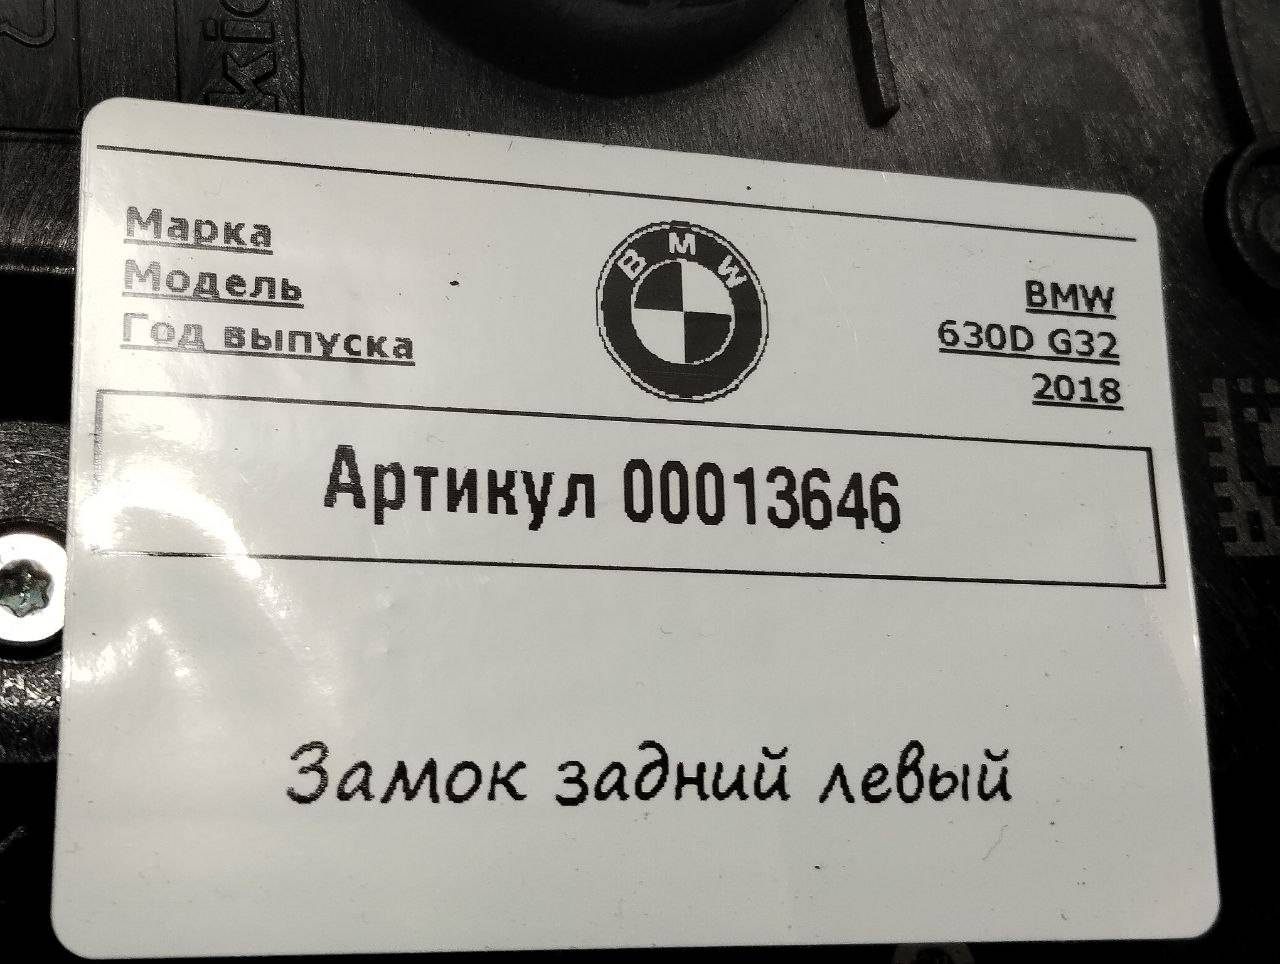 Марка
Модель
Год выпуска
BMW
BMW
630D G32
2018
Артикул 00013646
Замок задний левый